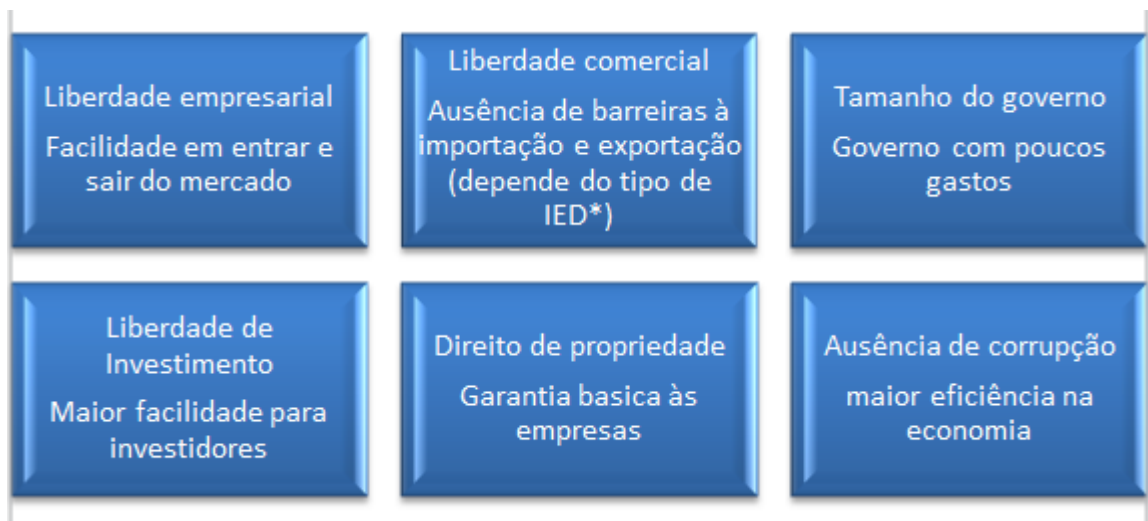 Liberdade empresarial
Facilidade em entrar e
sair do mercado
Liberdade comercial
Ausência de barreiras à
importação e exportação
(depende do tipo de
IED*)
Tamanho do governo
Governo com poucos
gastos
Liberdade de
Investimento
Maior facilidade para
investidores
Direito de propriedade
Garantia basica às
empresas
Ausência de corrupção
maior eficiência na
economia